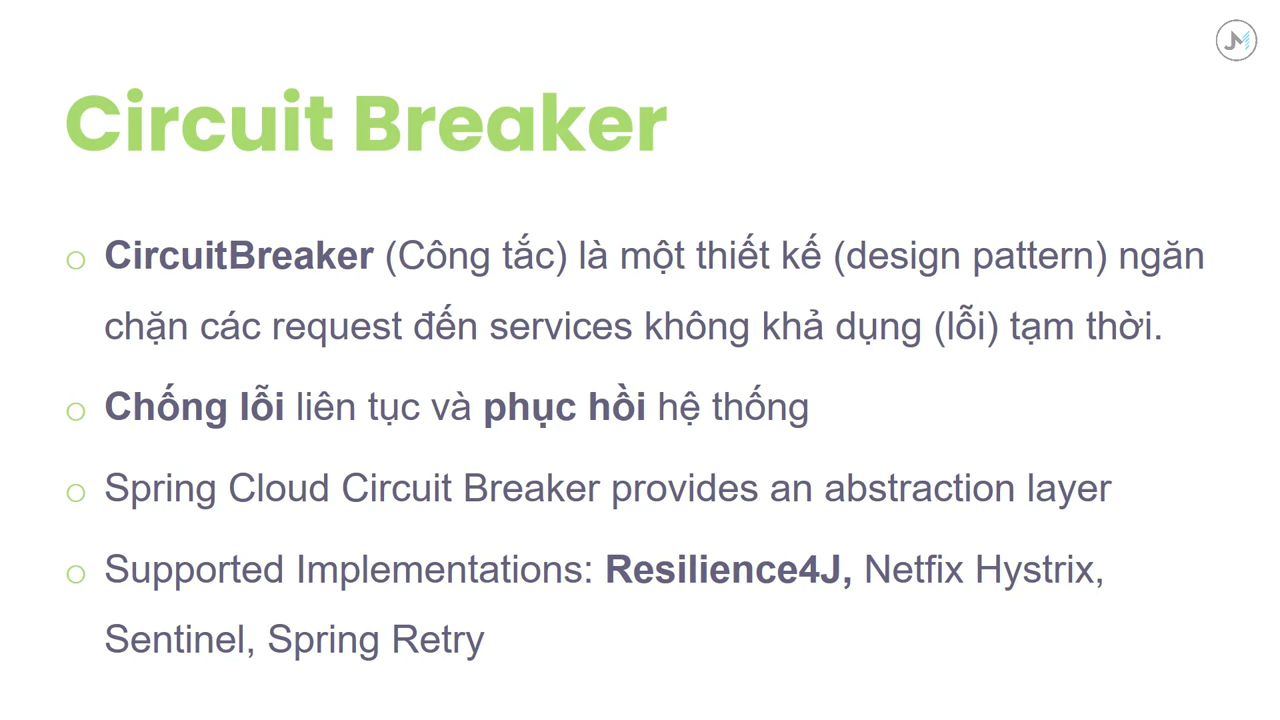 JM
Circuit Breaker
CircuitBreaker (Công tắc) là một thiết kế (design pattern) ngăn
chặn các request đến services không khả dụng (lỗi) tạm thời.
Chống lỗi liên tục và phục hồi hệ thống
Spring Cloud Circuit Breaker provides an abstraction layer
Supported Implementations: Resilience4J, Netfix Hystrix,
Sentinel, Spring Retry